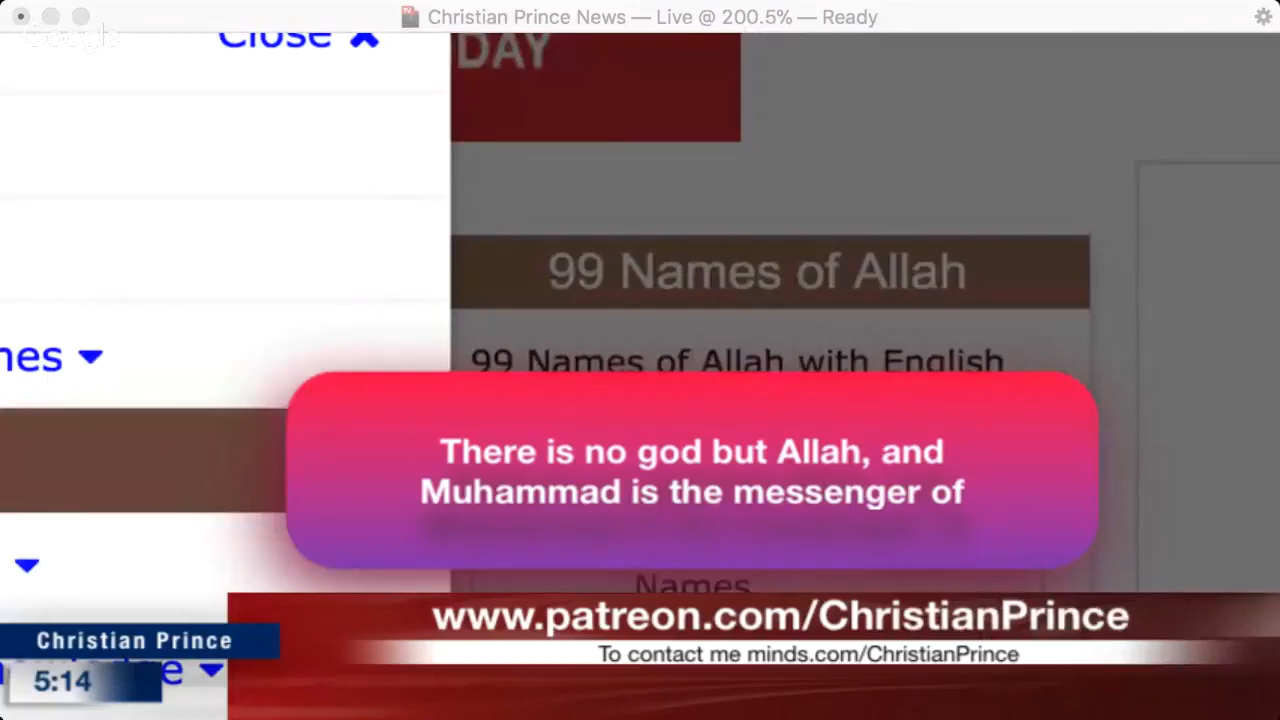 Christian Prince News — Live @ 200.5% — Ready
Google
Close
DAY
99 Names of Allah
99 Names of Allah with English
nes
There is no god but Allah, and
Muhammad is the messenger of
Names
www.patreon.com/ChristianPrince
Christian Prince
To contact me minds.com/ChristianPrince
5:14